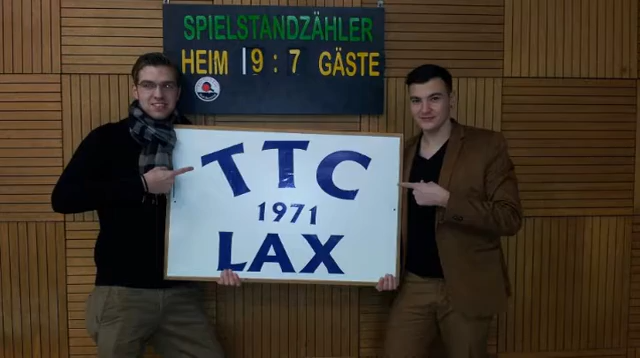 SPIELSTANDZÄHLER
HEIM 9 : 7 GÄSTE
TTC
1971
LAX